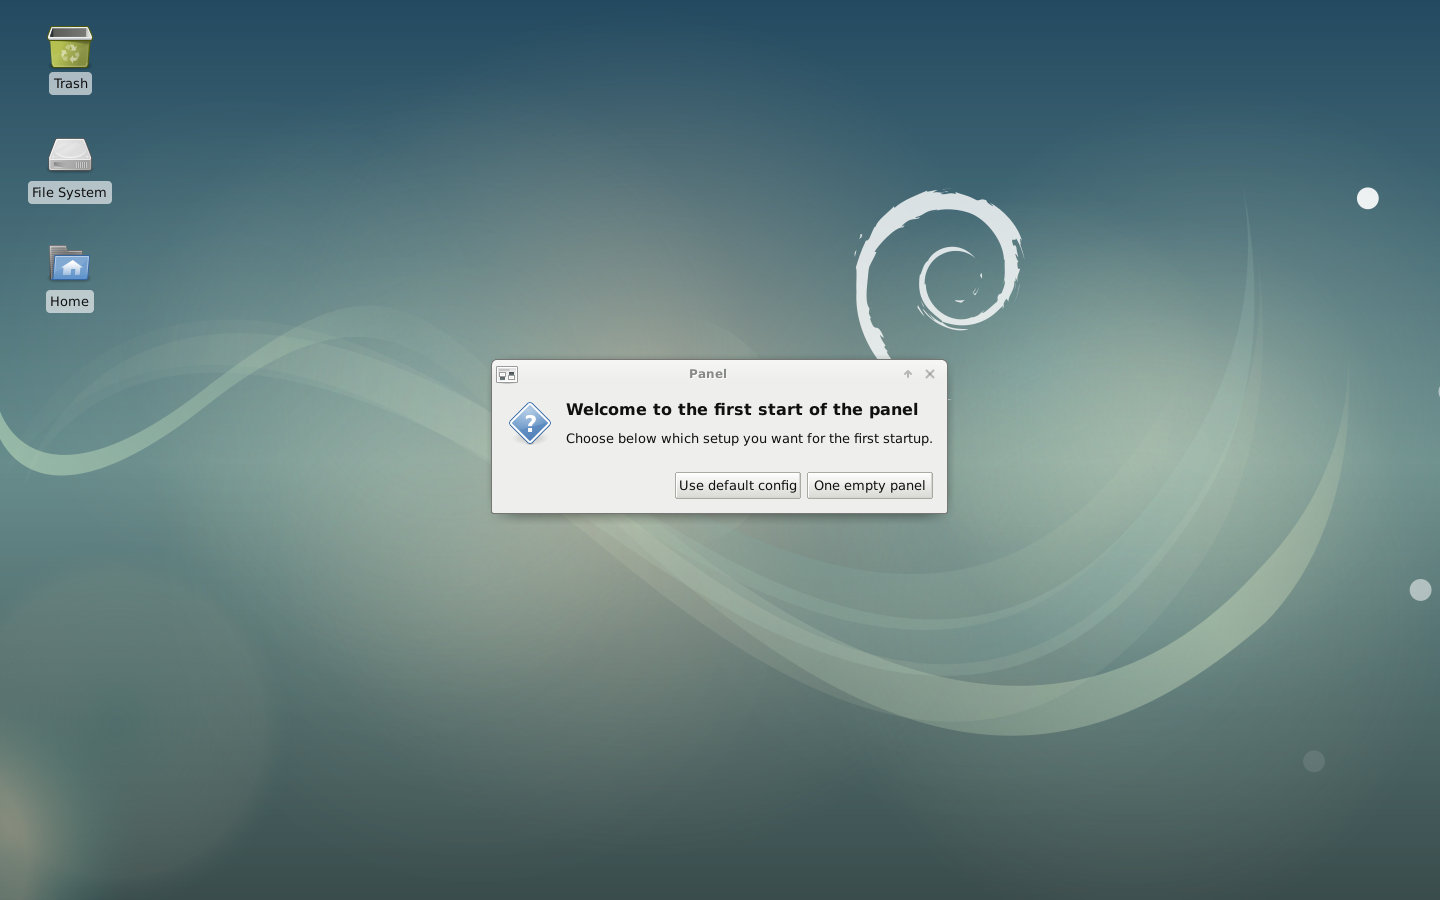 Trash
File System
Home
Panel
Welcome to the first start of the panel
Choose below which setup you want for the first startup.
Use default config
One empty panel